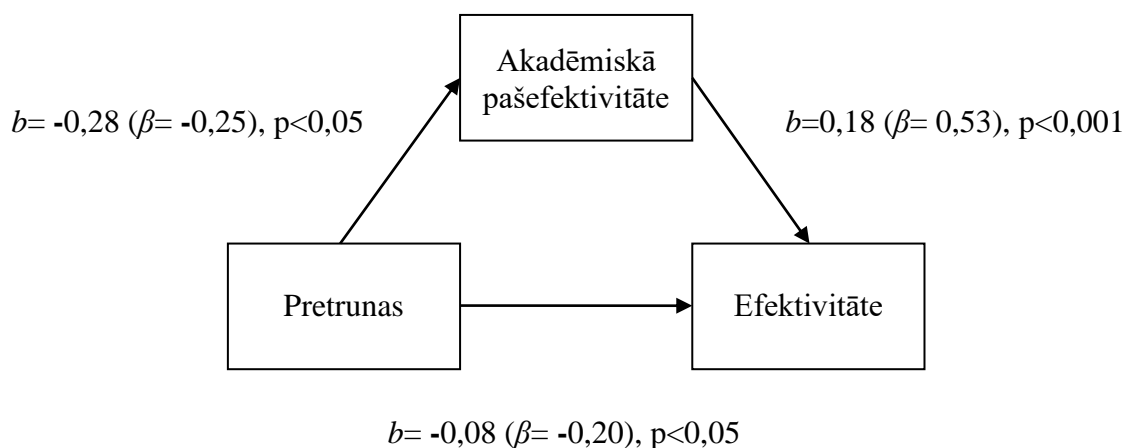 Akadēmiskā
pašefektivitāte
b= -0,28 (β= -0,25), p<0,05
b=0,18 (β= 0,53), p<0,001
Pretrunas
Efektivitāte
b= -0,08 (β= -0,20), p<0,05